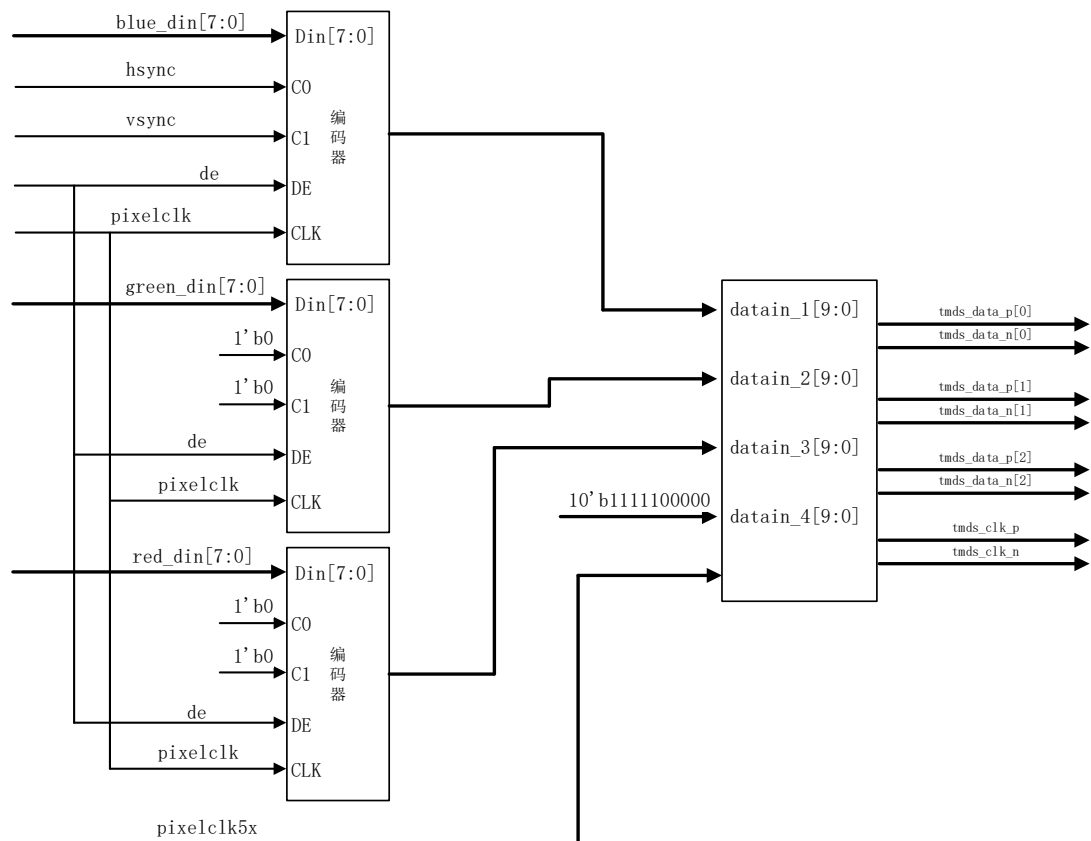 blue_din[7:0]
Din[7:0]
hsync
C0
vsync
C1
编
码
器
de
DE
pixelclk
CLK
green_din[7:0]
Din[7:0]
1'b0
C0
1'b0
C1
编
码
器
de
DE
pixelclk
CLK
red_din[7:0]
Din[7:0]
1'b0
C0
1'b0
C1
编
码
器
de
DE
pixelclk
CLK
pixelclk5x
datain_1[9:0]
datain_2[9:0]
datain_3[9:0]
10'b1111100000
datain_4[9:0]
tmds_data_p[0]
tmds_data_n[0]
tmds_data_p[1]
tmds_data_n[1]
tmds_data_p[2]
tmds_data_n[2]
tmds_clk_p
tmds_clk_n